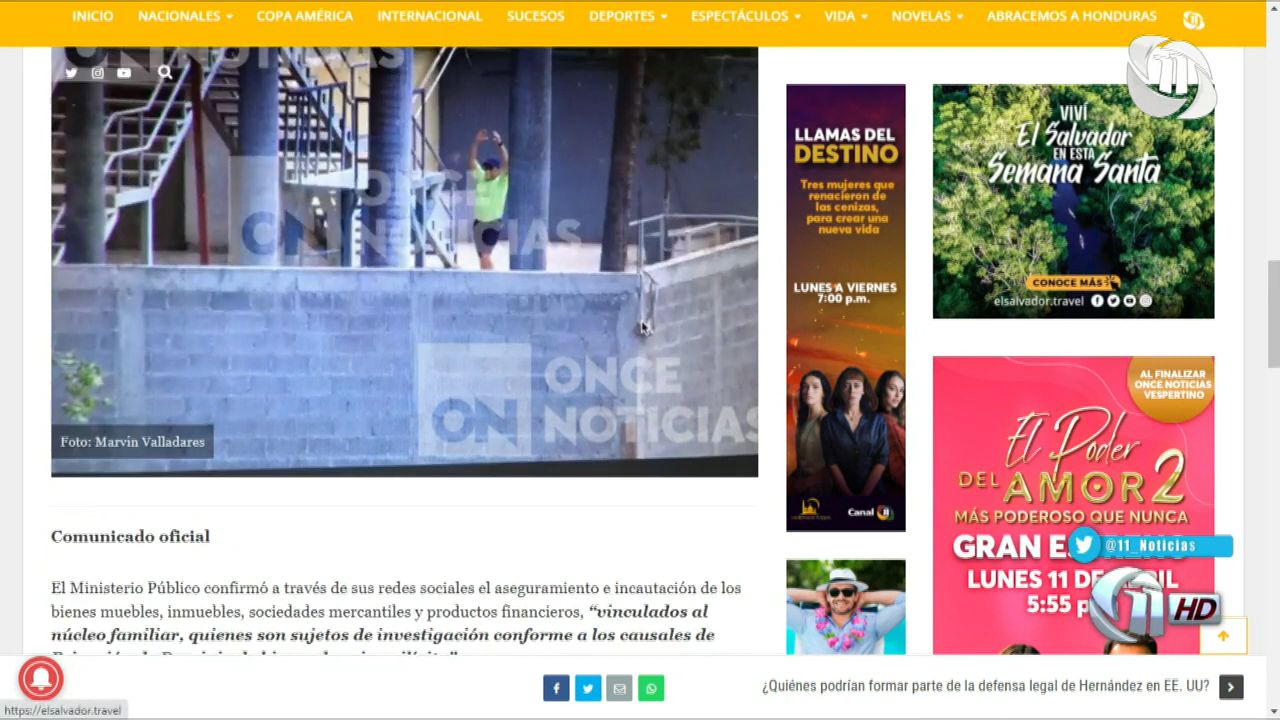 INICIO
NACIONALES
COPA AMÉRICA
INTERNACIONAL
SUCESOS
DEPORTES
ESPECTÁCULOS
VIDA
NOVELAS
ABRACEMOS A HONDURAS
ONCE
ON NOTICIAS
ONCE
ON NOTICIAS
Foto: Marvin Valladares
Comunicado oficial
El Ministerio Público confirmó a través de sus redes sociales el aseguramiento e incautación de los
bienes muebles, inmuebles, sociedades mercantiles y productos financieros, “vinculados al
núcleo familiar, quienes son sujetos de investigación conforme a los causales de
LLAMAS DEL
DESTINO
Tres mujeres que
renacieron de
las cenizas,
para crear una
nueva vida
LUNES A VIERNES
7:00 p.m.
Canal 11
VIVÍ
El Salvador
EN ESTA
Semana Santa
CONOCE MÁS
elsalvador.travel
11
AL FINALIZAR
ONCE NOTICIAS
VESPERTINO
El Poder
DEL AMOR 2
MÁS PODEROSO QUE NUNCA
GRAN
@11_Noticias
LUNES 11 DE
5:55
11 HD
¿Quiénes podrían formar parte de la defensa legal de Hernández en EE. UU?
https://elsalvador.travel